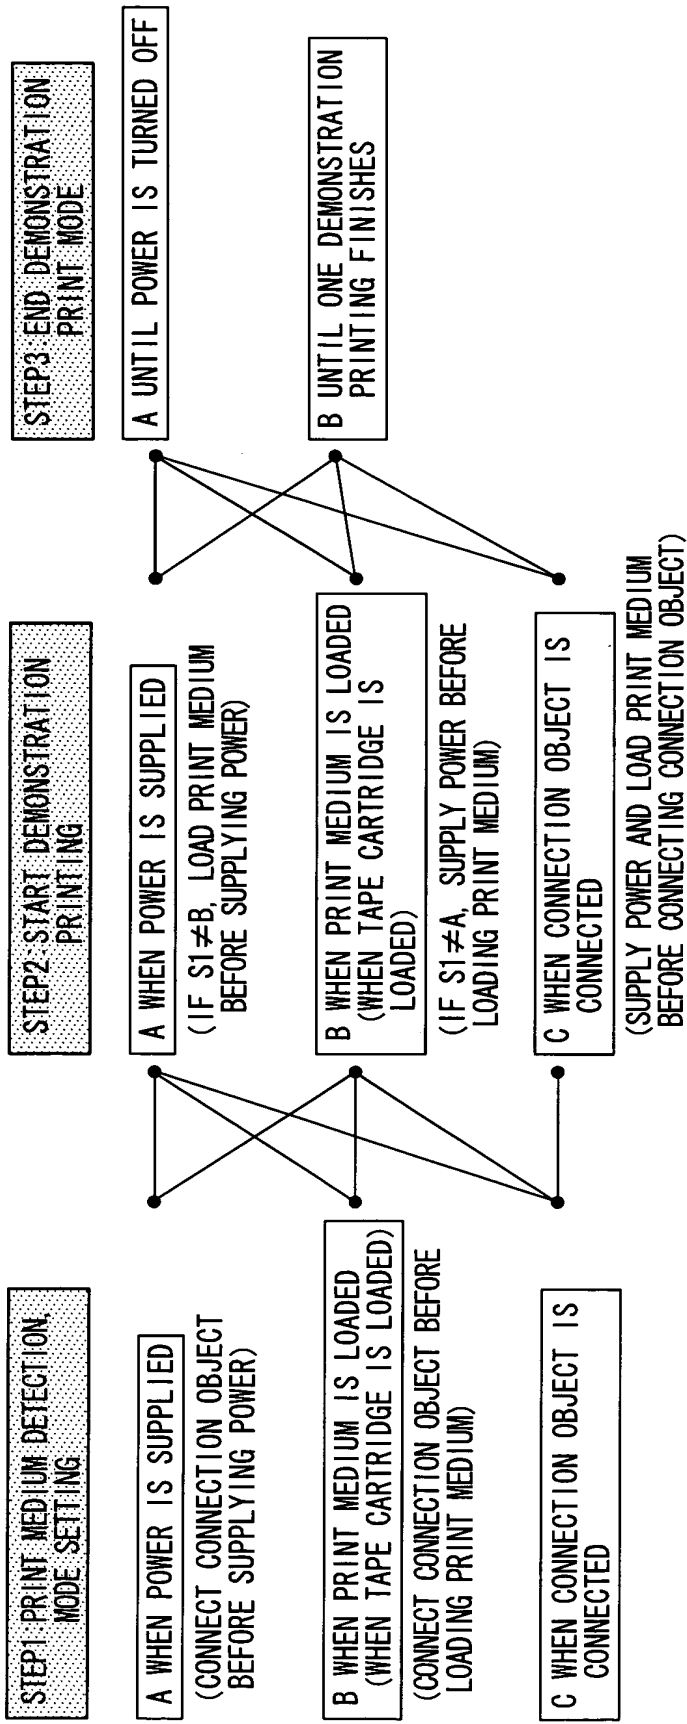 STEP1:PRINT MEDIUM DETECTION,
MODE SETTING
A WHEN POWER IS SUPPLIED
(CONNECT CONNECTION OBJECT
BEFORE SUPPLYING POWER)
B WHEN PRINT MEDIUM IS LOADED
(WHEN TAPE CARTRIDGE IS LOADED)
(CONNECT CONNECTION OBJECT BEFORE
LOADING PRINT MEDIUM)
C WHEN CONNECTION OBJECT IS
CONNECTED
STEP2:START DEMONSTRATION
PRINTING
A WHEN POWER IS SUPPLIED
(IF S1≠B, LOAD PRINT MEDIUM
BEFORE SUPPLYING POWER)
B WHEN PRINT MEDIUM IS LOADED
(WHEN TAPE CARTRIDGE IS
LOADED)
(IF S1≠A, SUPPLY POWER BEFORE
LOADING PRINT MEDIUM)
C WHEN CONNECTION OBJECT IS
CONNECTED
(SUPPLY POWER AND LOAD PRINT MEDIUM
BEFORE CONNECTING CONNECTION OBJECT)
STEP3:END DEMONSTRATION
PRINT MODE
A UNTIL POWER IS TURNED OFF
B UNTIL ONE DEMONSTRATION
PRINTING FINISHES